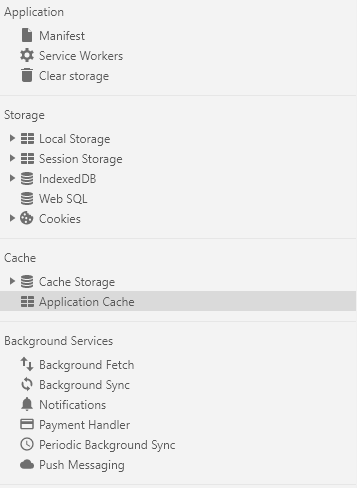 Application
Manifest
Service Workers
Clear storage
Storage
Local Storage
Session Storage
IndexedDB
Web SQL
Cookies
Cache
Cache Storage
Application Cache
Background Services
Background Fetch
Background Sync
Notifications
Payment Handler
Periodic Background Sync
Push Messaging